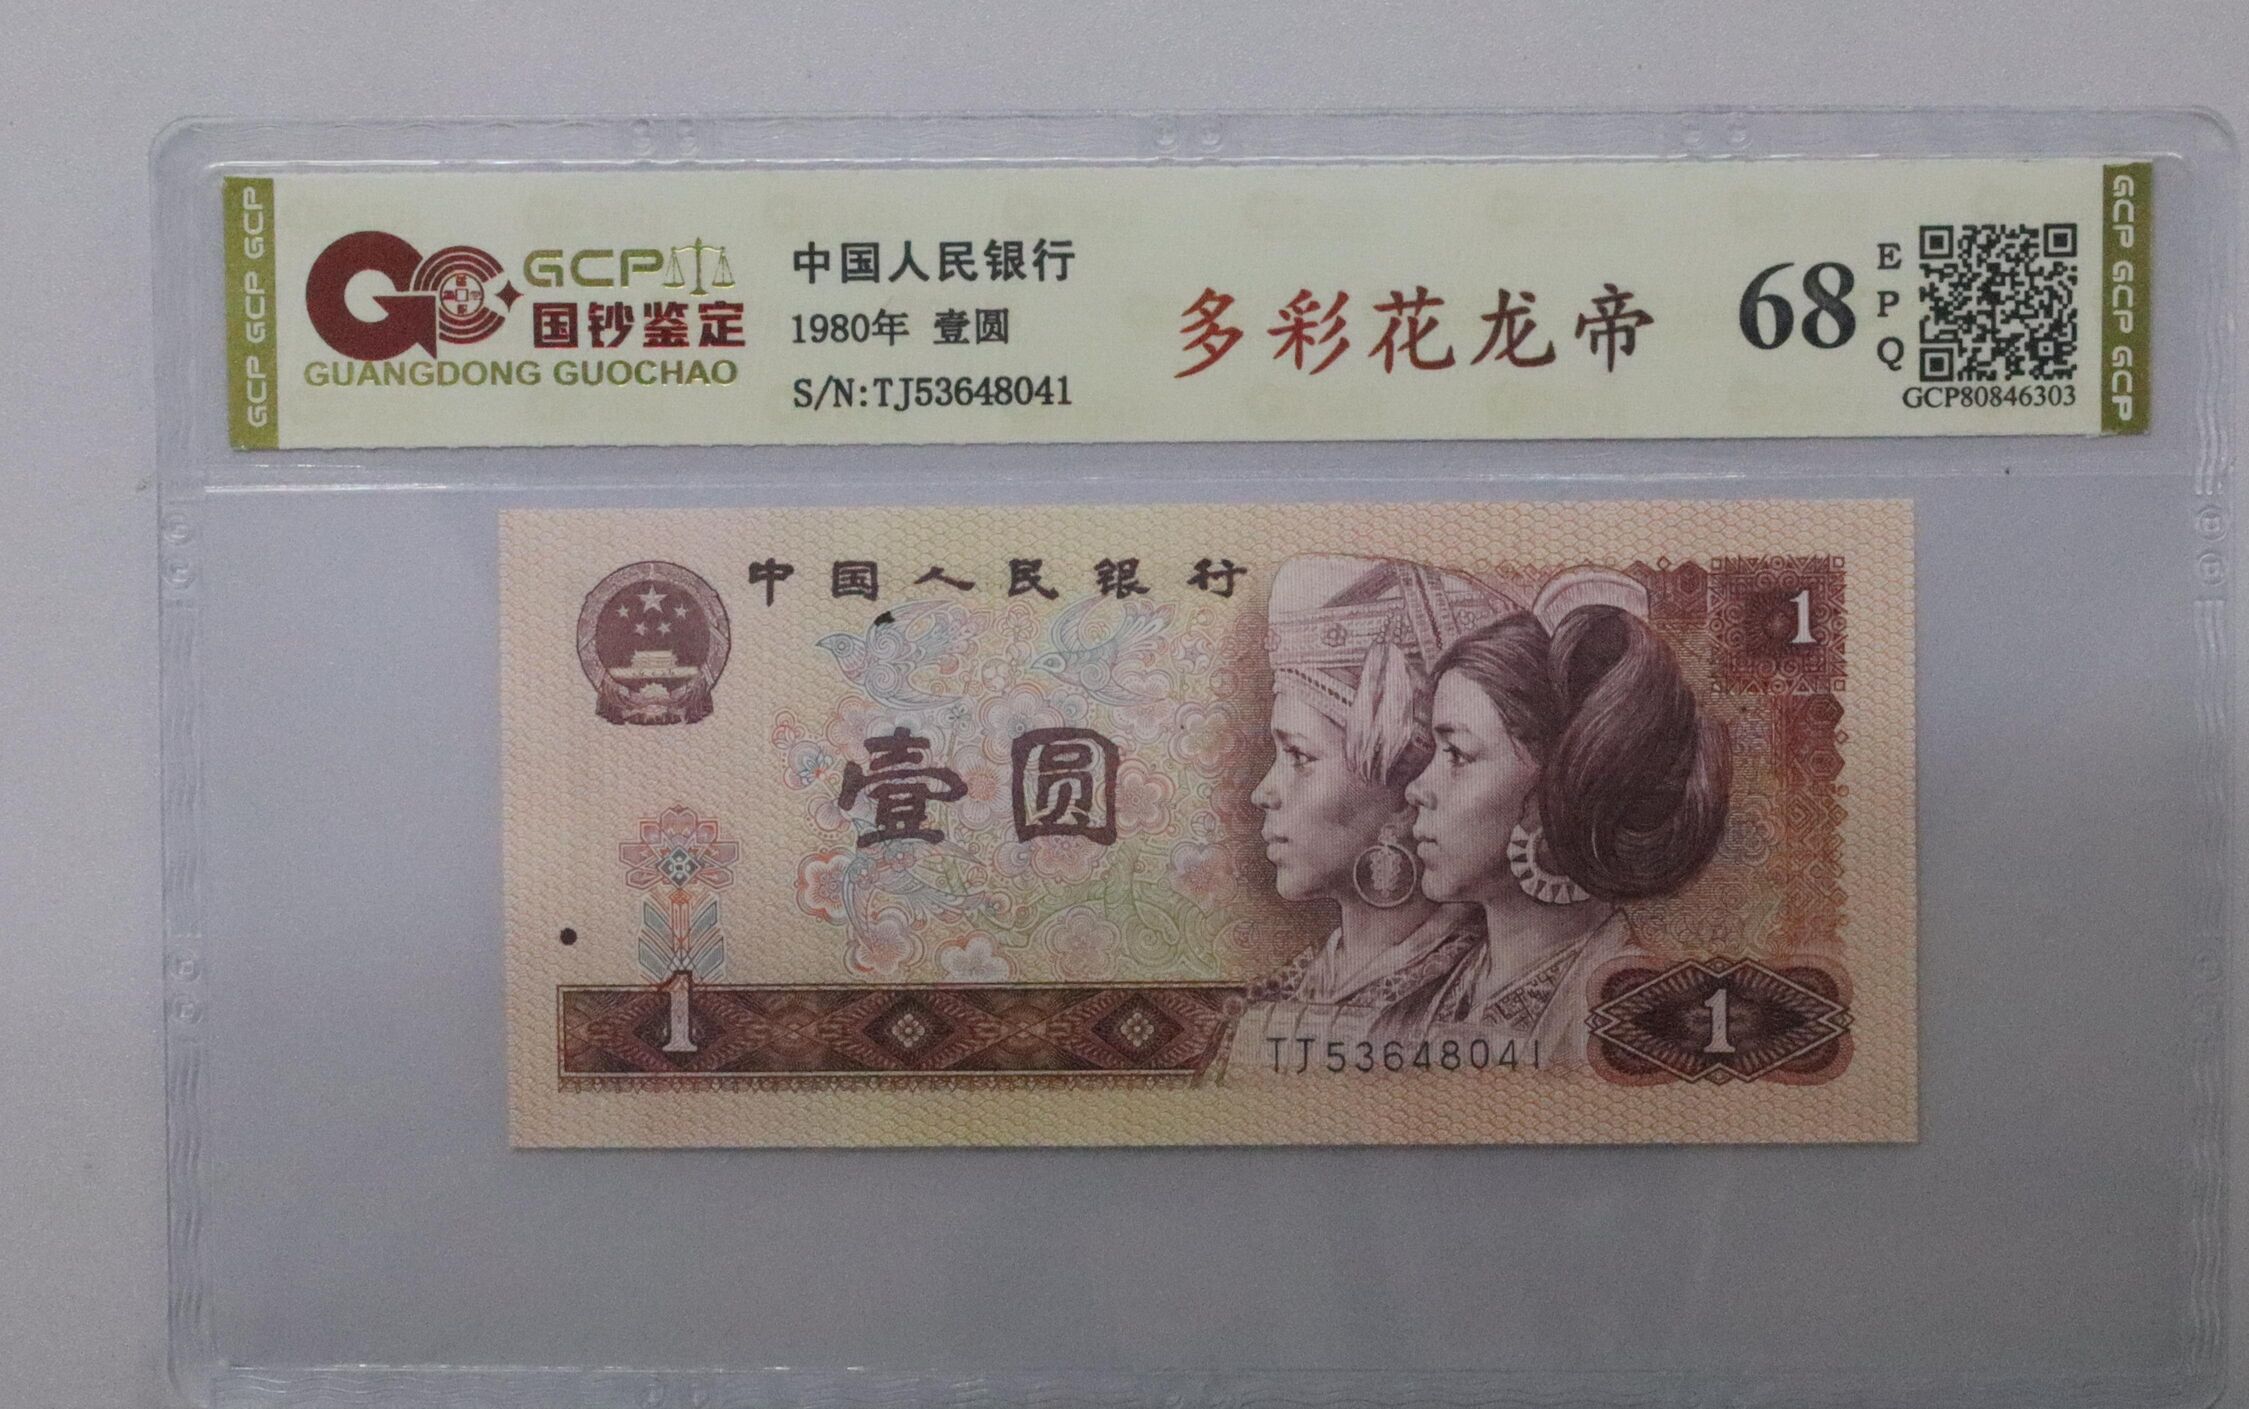 GCP GCP GCP
GCP
国钞鉴定
GUANGDONG GUOCHAO
中国人民银行
1980年 壹圆
S/N:TJ53648041
多彩花龙帝
68
EPQ
GCP80846303
GCP GCP GCP
中国人民银行
1
壹圆
1
TJ53648041
1